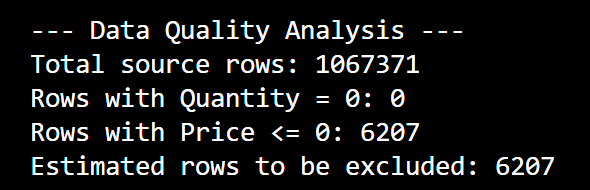 --- Data Quality Analysis ---
Total source rows: 1067371
Rows with Quantity = 0: 0
Rows with Price <= 0: 6207
Estimated rows to be excluded: 6207